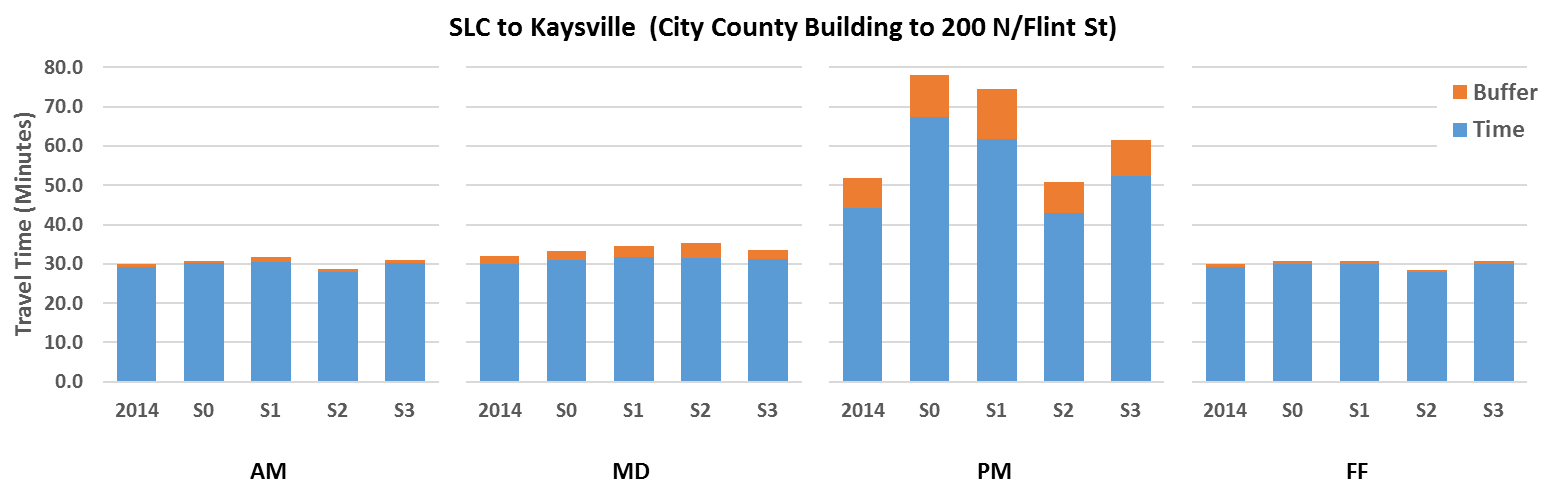 SLC to Kaysville  (City County Building to 200 N/Flint St)
Travel Time (Minutes)
80.0
70.0
60.0
50.0
40.0
30.0
20.0
10.0
0.0
Buffer
Time
2014 S0 S1 S2 S3 2014 S0 S1 S2 S3 2014 S0 S1 S2 S3 2014 S0 S1 S2 S3
AM MD PM FF